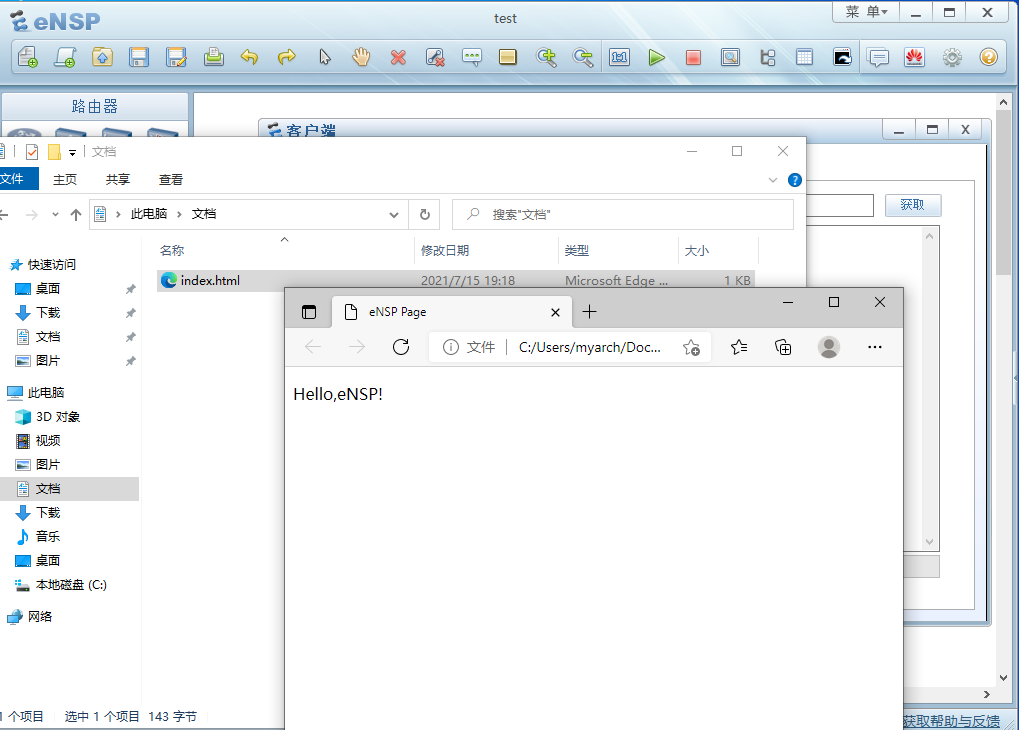 eNSP
test
菜 单
路由器
客户端
文档
文件 主页 共享 查看
此电脑 文档
搜索"文档"
获取
名称 修改日期 类型 大小
index.html 2021/7/15 19:18 Microsoft Edge ... 1 KB
快速访问
桌面
下载
文档
图片
此电脑
3D 对象
视频
图片
文档
下载
音乐
桌面
本地磁盘 (C:)
网络
eNSP Page
文件 C:/Users/myarch/Doc...
Hello,eNSP!
1 个项目 选中 1 个项目 143 字节
获取帮助与反馈